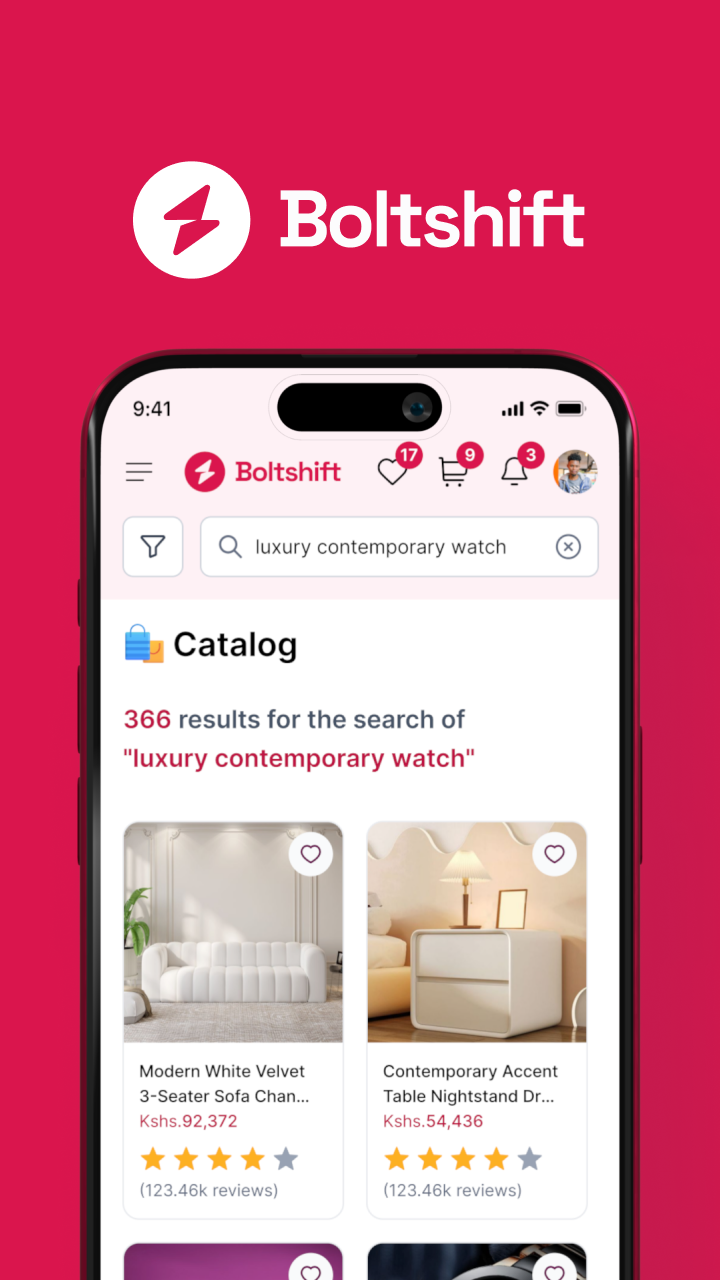 Boltshift
9:41
Boltshift
17
9
3
luxury contemporary watch
Catalog
366 results for the search of
"luxury contemporary watch"
Modern White Velvet
3-Seater Sofa Chan...
Kshs.92,372
(123.46k reviews)
Contemporary Accent
Table Nightstand Dr...
Kshs.54,436
(123.46k reviews)